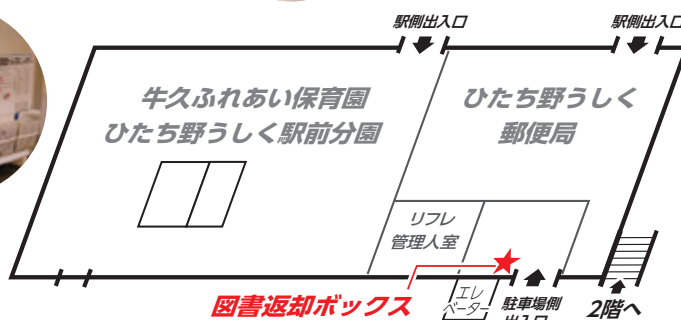 駅側出入口
駅側出入口
牛久ふれあい保育園
ひたち野うしく駅前分園
ひたち野うしく
郵便局
リフレ
管理人室
図書返却ボックス
エレ
ベーター
駐車場側
出入口
2階へ